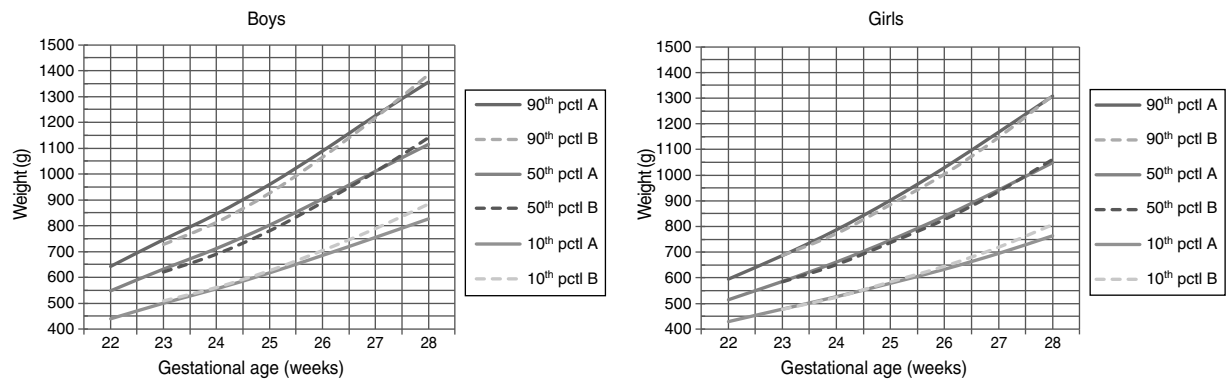 Boys
1500
1400
1300
1200
1100
1000
900
800
700
600
500
400
Weight (g)
22 23 24 25 26 27 28
Gestational age (weeks)
90th pctl A
90th pctl B
50th pctl A
50th pctl B
10th pctl A
10th pctl B
Girls
1500
1400
1300
1200
1100
1000
900
800
700
600
500
400
Weight (g)
22 23 24 25 26 27 28
Gestational age (weeks)
90th pctl A
90th pctl B
50th pctl A
50th pctl B
10th pctl A
10th pctl B